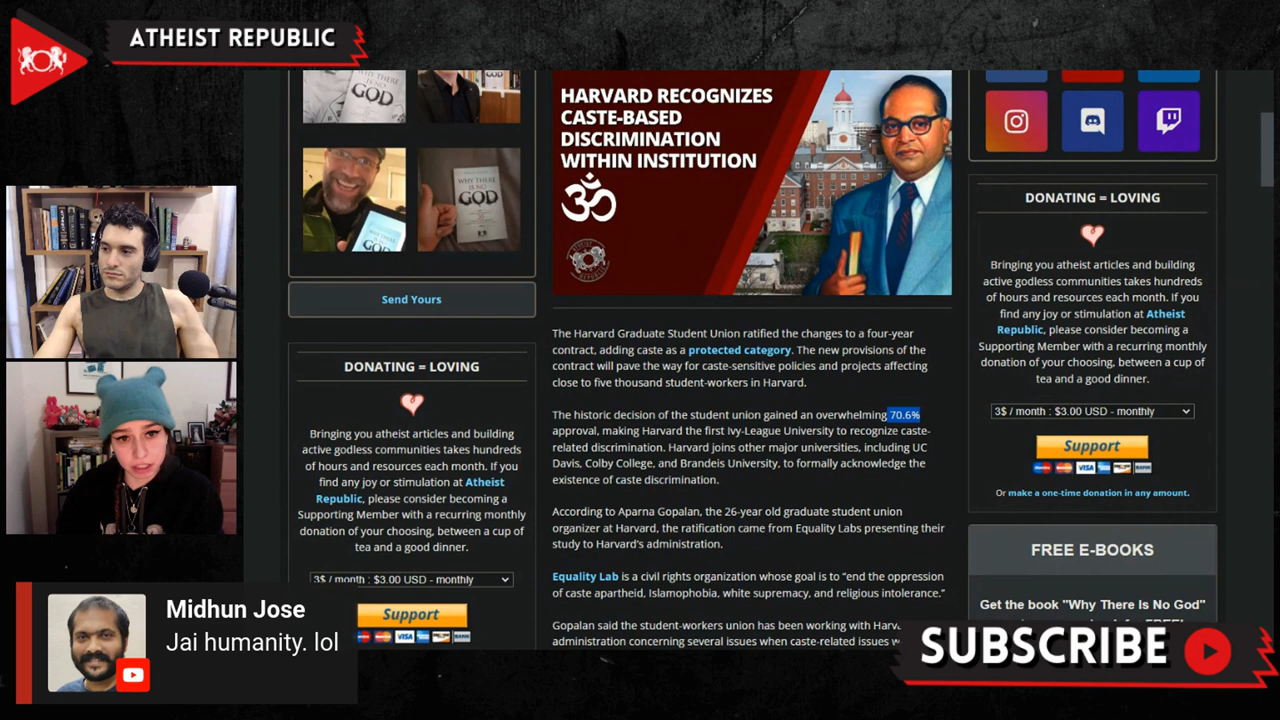 ATHEIST REPUBLIC
WHY THERE
IS NO
GOD
WHY THERE IS NO
GOD
Send Yours
DONATING = LOVING
Bringing you atheist articles and building
active godless communities takes hundreds
of hours and resources each month. If you
find any joy or stimulation at Atheist
Republic, please consider becoming a
Supporting Member with a recurring monthly
donation of your choosing, between a cup of
tea and a good dinner.
3$ / month : $3.00 USD - monthly
Support
VISA
BANK
HARVARD RECOGNIZES
CASTE-BASED
DISCRIMINATION
WITHIN INSTITUTION
ॐ
The Harvard Graduate Student Union ratified the changes to a four-year
contract, adding caste as a protected category. The new provisions of the
contract will pave the way for caste-sensitive policies and projects affecting
close to five thousand student-workers in Harvard.
The historic decision of the student union gained an overwhelming 70.6%
approval, making Harvard the first Ivy-League University to recognize caste-
related discrimination. Harvard joins other major universities, including UC
Davis, Colby College, and Brandeis University, to formally acknowledge the
existence of caste discrimination.
According to Aparna Gopalan, the 26-year old graduate student union
organizer at Harvard, the ratification came from Equality Labs presenting their
study to Harvard's administration.
Equality Lab is a civil rights organization whose goal is to “end the oppression
of caste apartheid, Islamophobia, white supremacy, and religious intolerance.”
Gopalan said the student-workers union has been working with Harv
administration concerning several issues when caste-related issues w
DONATING = LOVING
Bringing you atheist articles and building
active godless communities takes hundreds
of hours and resources each month. If you
find any joy or stimulation at Atheist
Republic, please consider becoming a
Supporting Member with a recurring monthly
donation of your choosing, between a cup of
tea and a good dinner.
3$ / month : $3.00 USD - monthly
Support
VISA
BANK
Or make a one-time donation in any amount.
FREE E-BOOKS
Get the book "Why There Is No God"
Midhun Jose
Jai humanity. lol
SUBSCRIBE